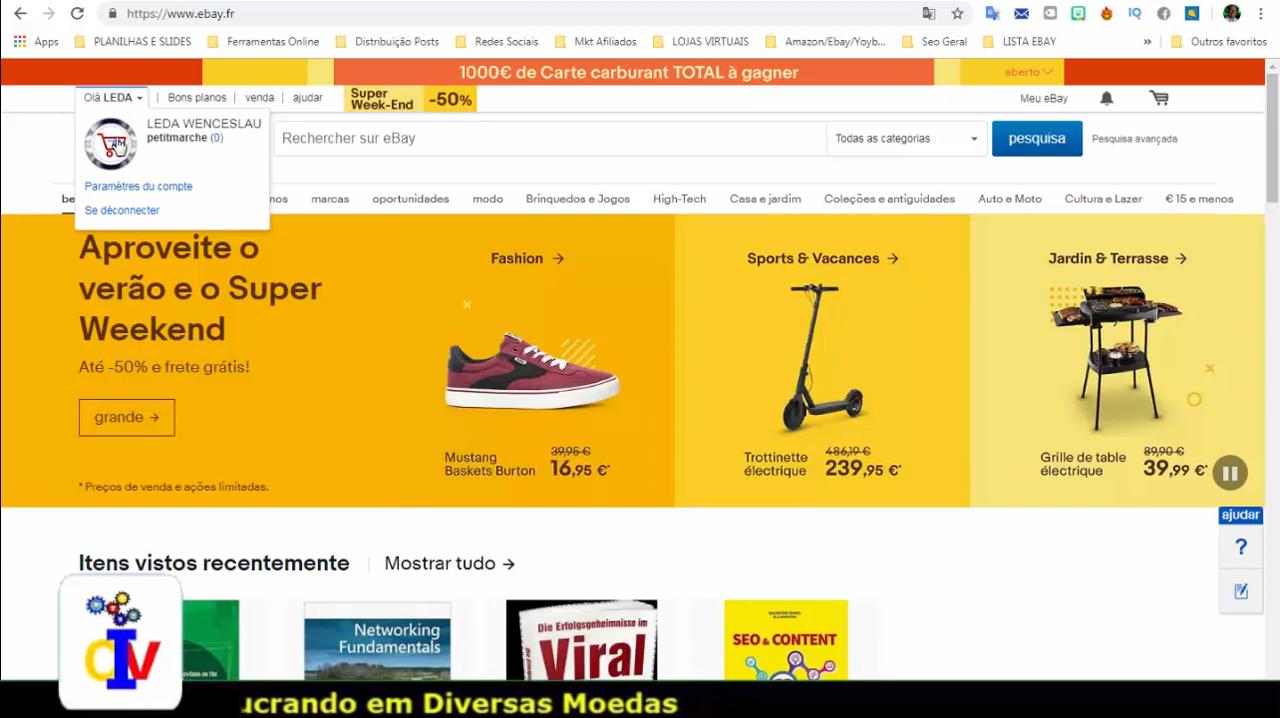 https://www.ebay.fr
Apps PLANILHAS E SLIDES Ferramentas Online Distribuição Posts Redes Sociais Mkt Afiliados LOJAS VIRTUAIS Amazon/Ebay/Yoyb... Seo Geral LISTA EBAY » Outros favoritos
1000€ de Carte carburant TOTAL à gagner
aberto
Olá LEDA Bons planos venda ajudar
Super
Week-End -50%
Meu eBay
LEDA WENCESLAU
petitmarche (0)
Paramètres du compte
Se déconnecter
Rechercher sur eBay Todas as categorias pesquisa Pesquisa avançada
be nos marcas oportunidades modo Brinquedos e Jogos High-Tech Casa e jardim Coleções e antiguidades Auto e Moto Cultura e Lazer € 15 e menos
Aproveite o
verão e o Super
Weekend
Até -50% e frete grátis!
grande →
* Preços de venda e ações limitadas.
Fashion →
Mustang
Baskets Burton
39,95 €
16,95 €*
Sports & Vacances →
Trottinette
électrique
486,19 €
239,95 €*
Jardin & Terrasse →
Grille de table
électrique
89,90 €
39,99 €*
ajudar
?
Itens vistos recentemente Mostrar tudo →
Networking
Fundamentals
Die Erfolgsgeheimnisse im
Viral
SEO & CONTENT
dIv
ucrando em Diversas Moedas